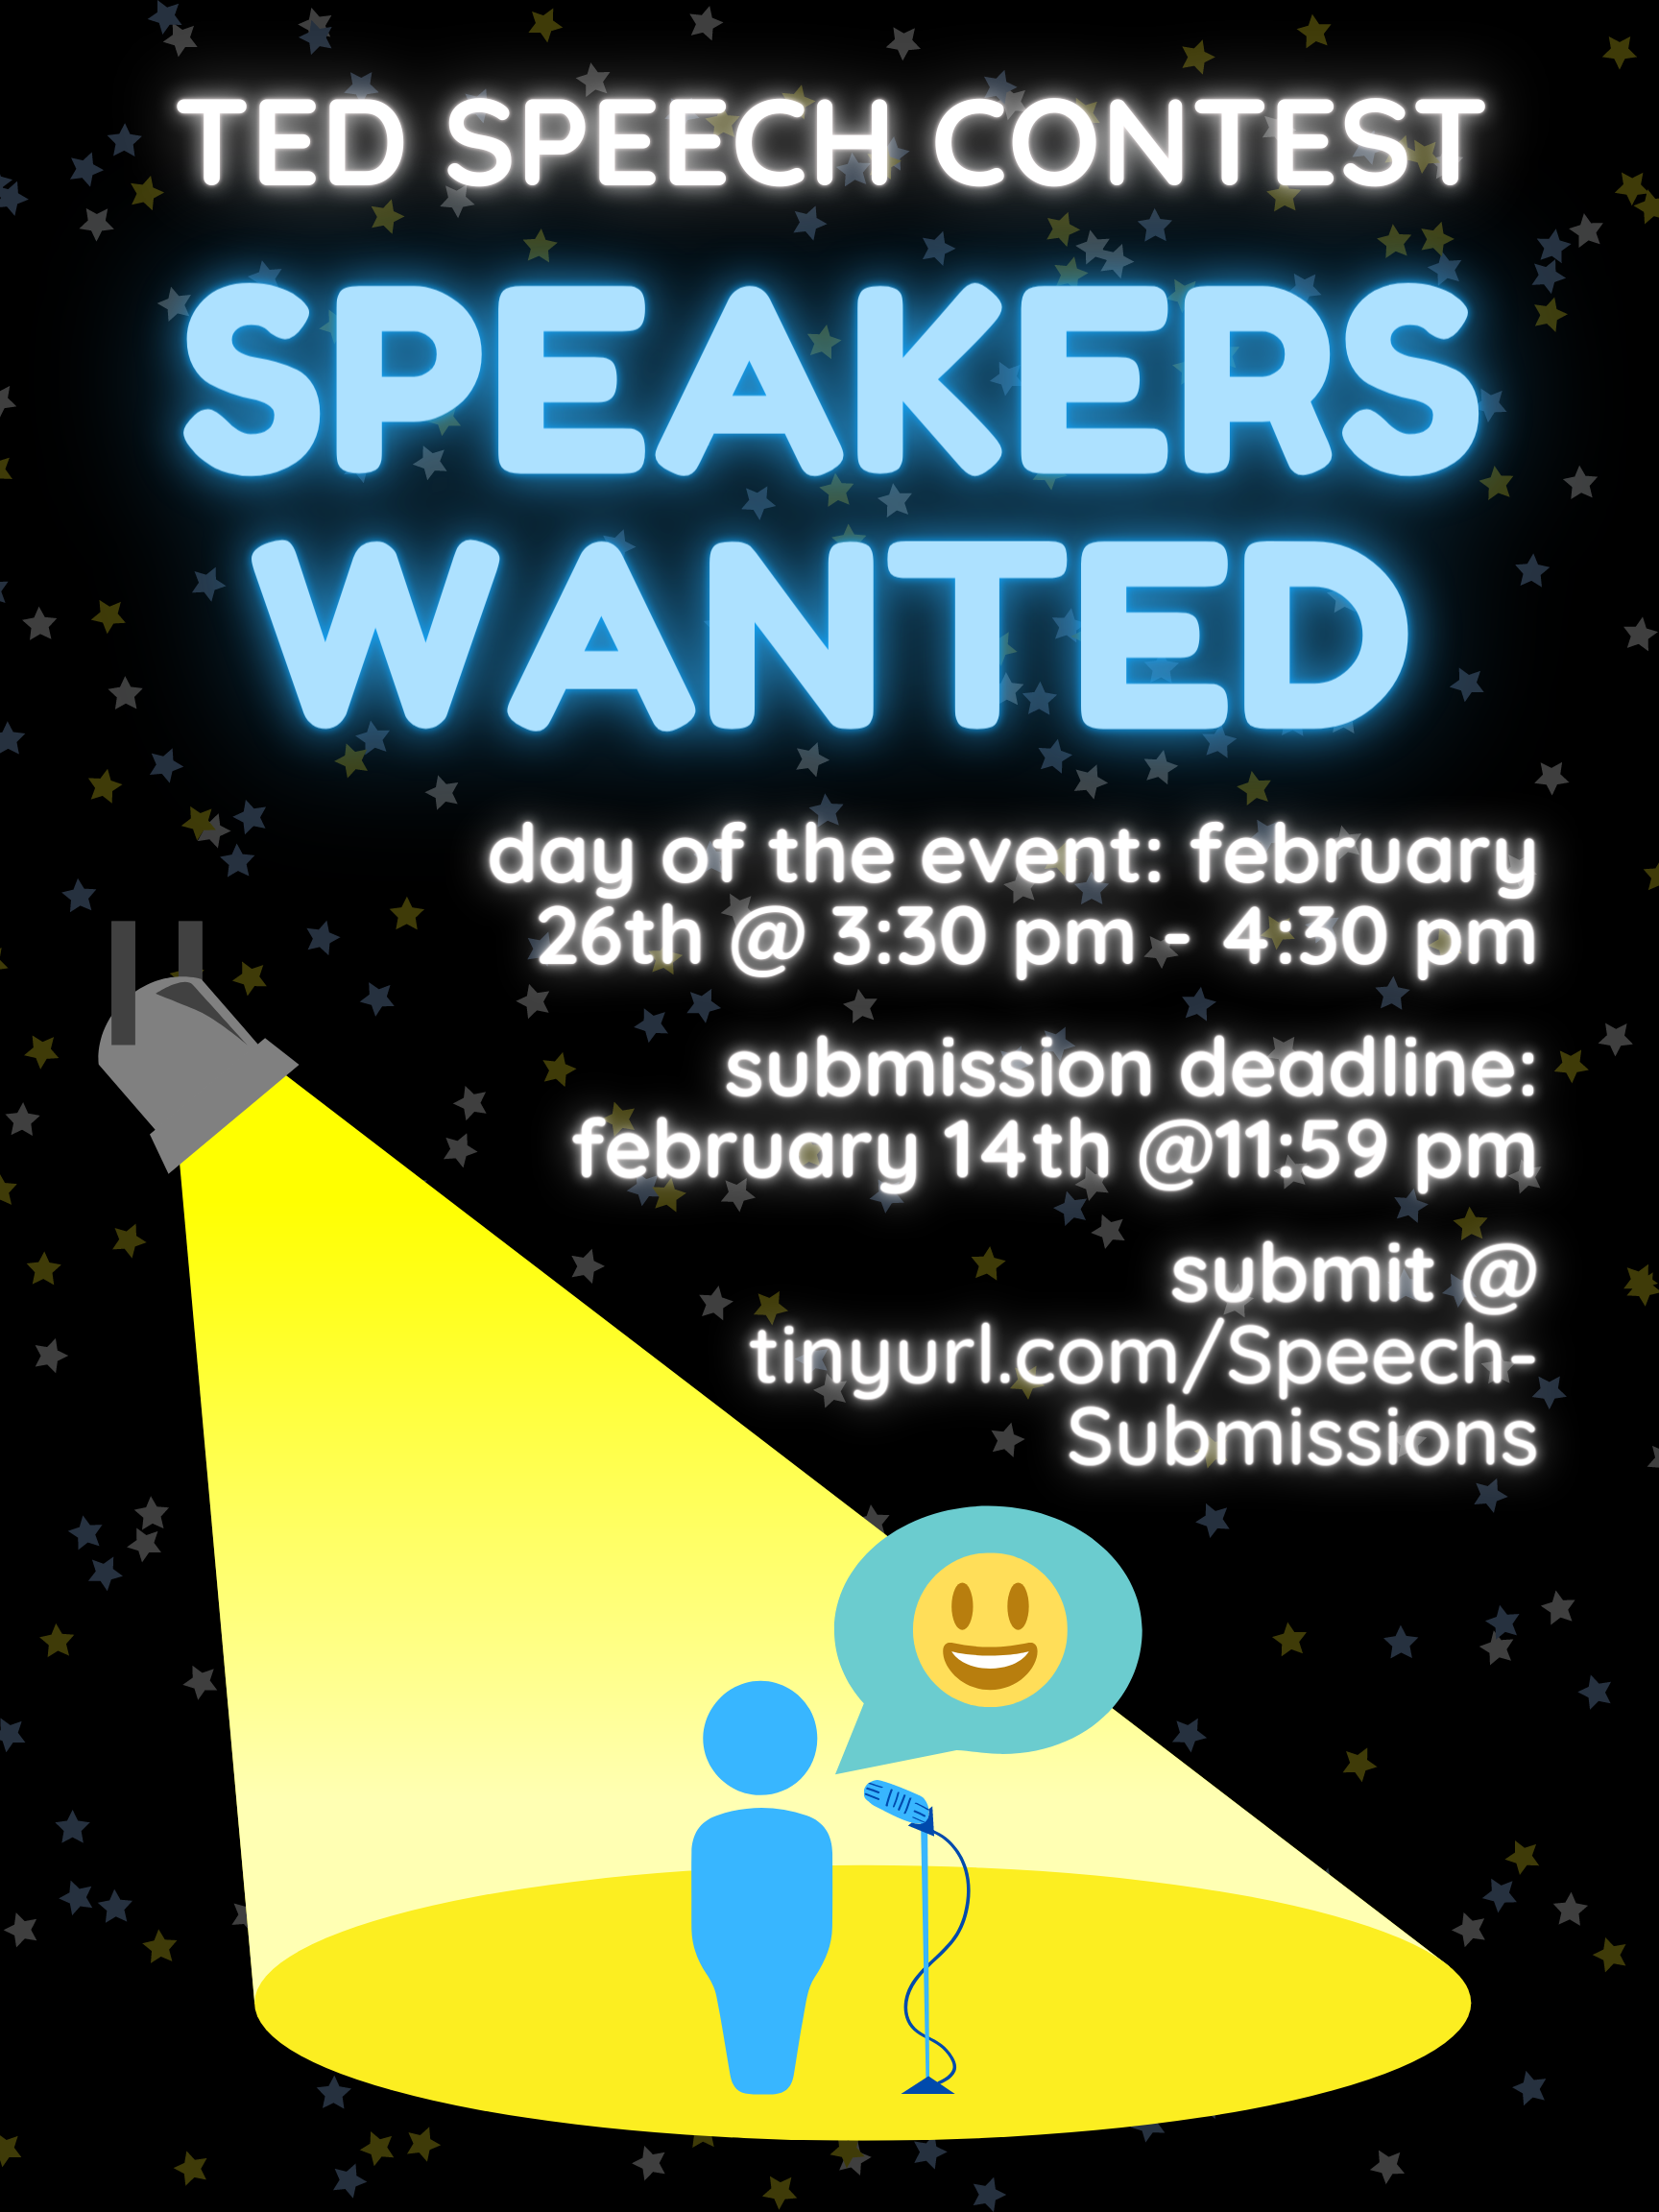 TED SPEECH CONTEST
SPEAKERS
WANTED
day of the event: february
26th @ 3:30 pm - 4:30 pm
submission deadline:
february 14th @11:59 pm
submit @
tinyurl.com/Speech-
Submissions